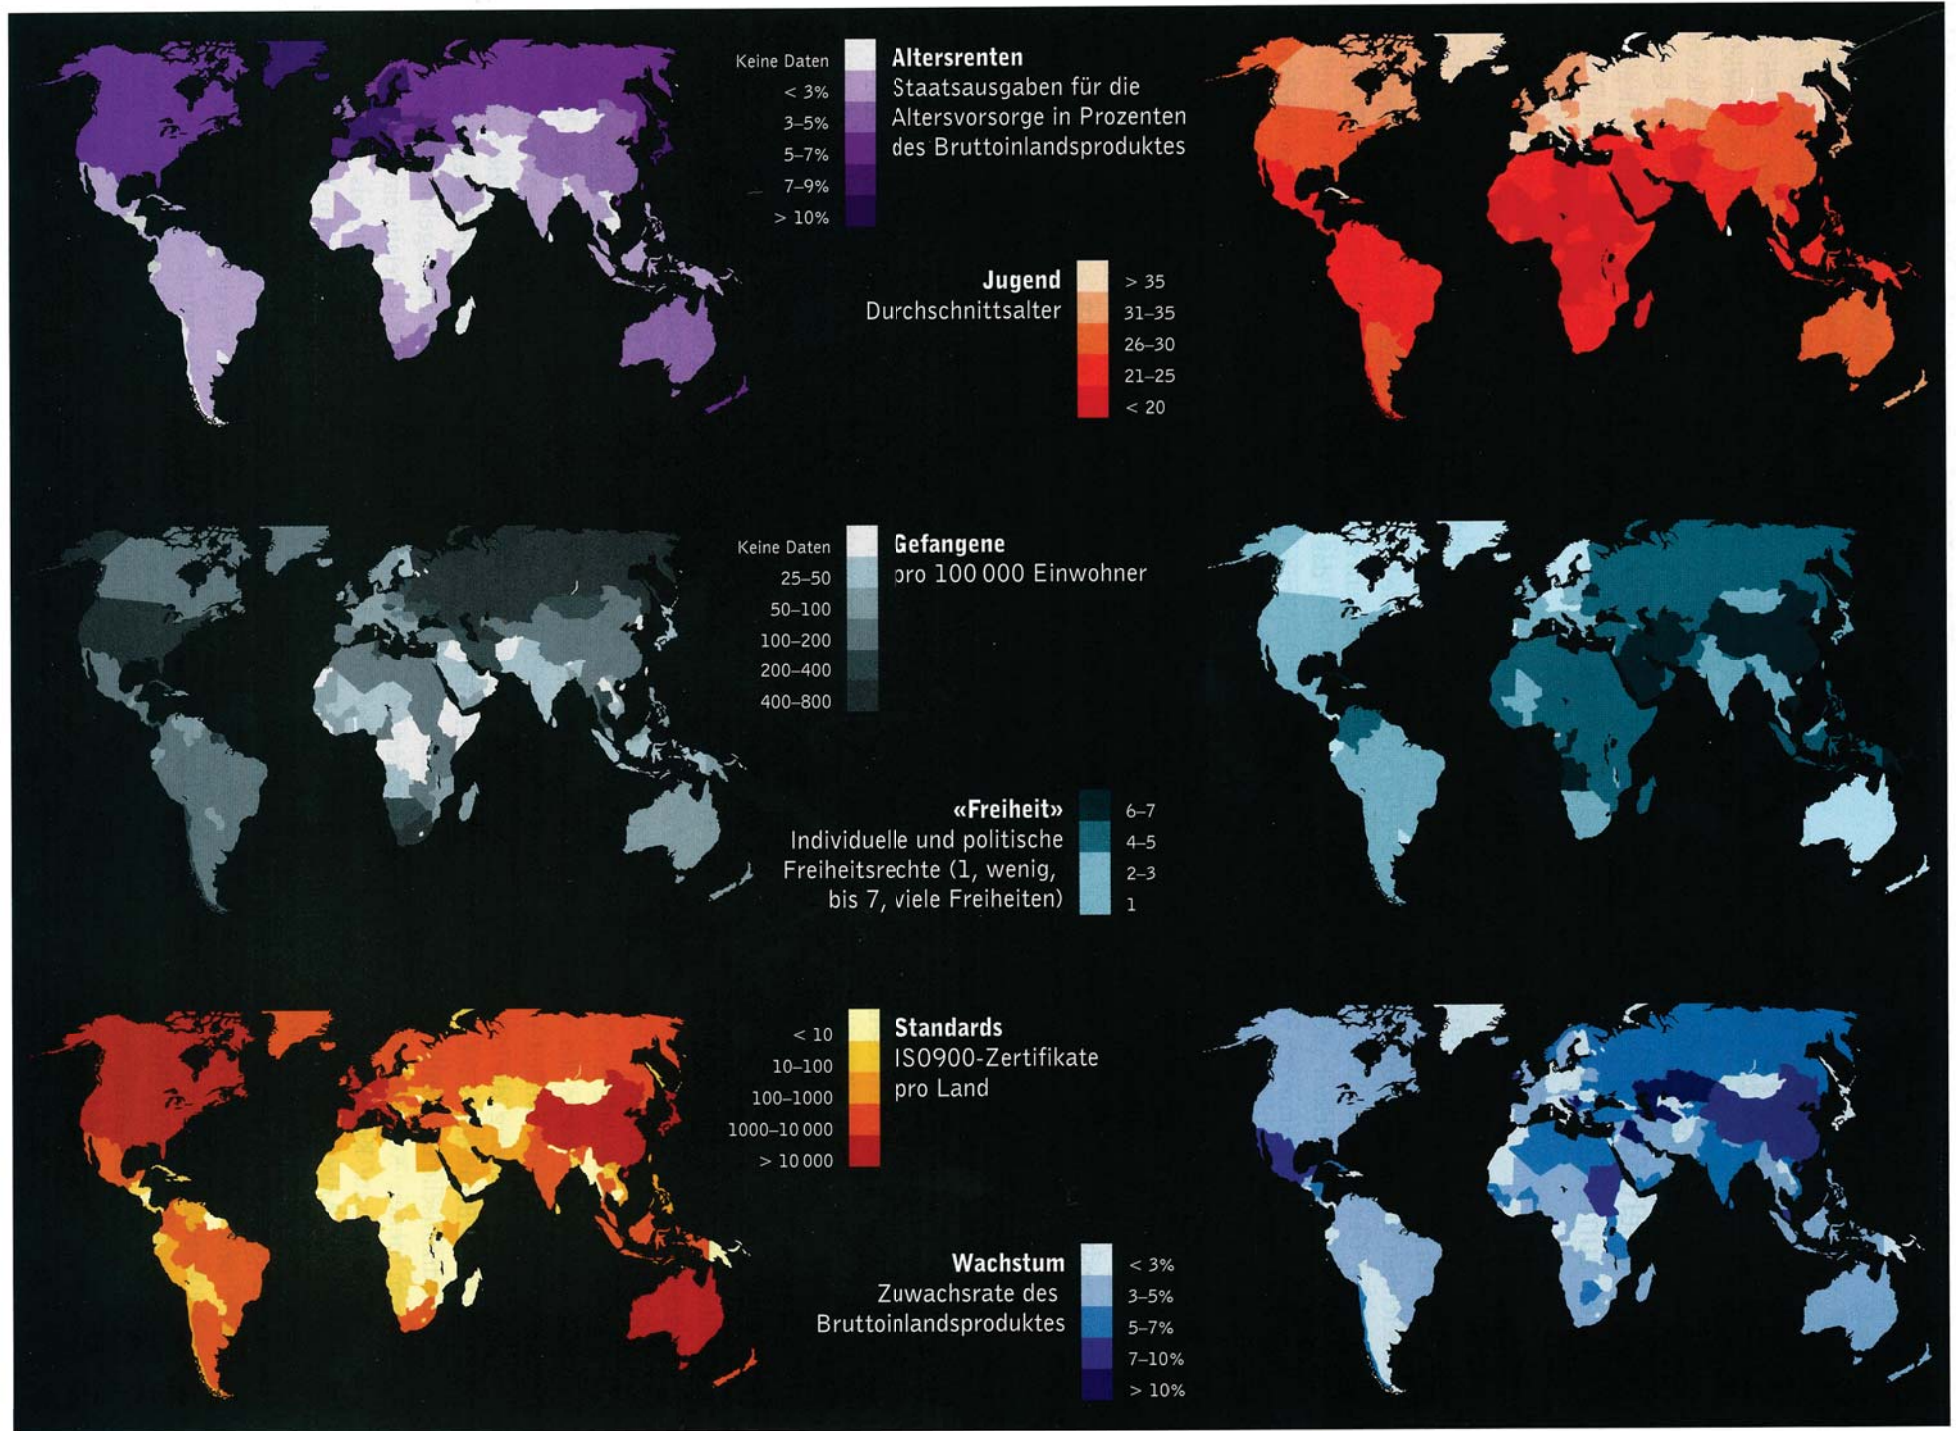 Keine Daten
< 3%
3–5%
5–7%
7–9%
> 10%
Altersrenten
Staatsausgaben für die
Altersvorsorge in Prozenten
des Bruttoinlandsproduktes
Jugend
Durchschnittsalter
> 35
31–35
26–30
21–25
< 20
Keine Daten
25–50
50–100
100–200
200–400
400–800
Gefangene
pro 100 000 Einwohner
«Freiheit»
Individuelle und politische
Freiheitsrechte (1, wenig,
bis 7, viele Freiheiten)
6–7
4–5
2–3
1
< 10
10–100
100–1000
1000–10 000
> 10 000
Standards
ISO900-Zertifikate
pro Land
Wachstum
Zuwachsrate des
Bruttoinlandsproduktes
< 3%
3–5%
5–7%
7–10%
> 10%